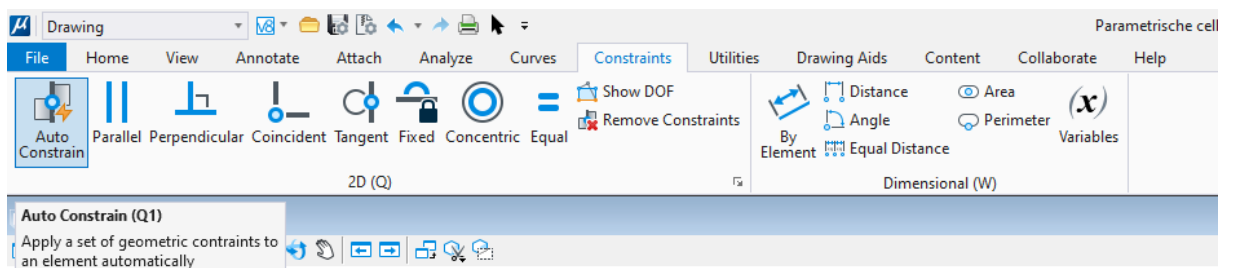 Drawing
Parametrische cell
File Home View Annotate Attach Analyze Curves Constraints Utilities Drawing Aids Content Collaborate Help
Auto Constrain
Parallel
Perpendicular
Coincident
Tangent
Fixed
Concentric
Equal
Show DOF
Remove Constraints
2D (Q)
By Element
Distance
Angle
Equal Distance
Area
Perimeter
(x)
Variables
Dimensional (W)
Auto Constrain (Q1)
Apply a set of geometric contraints to
an element automatically